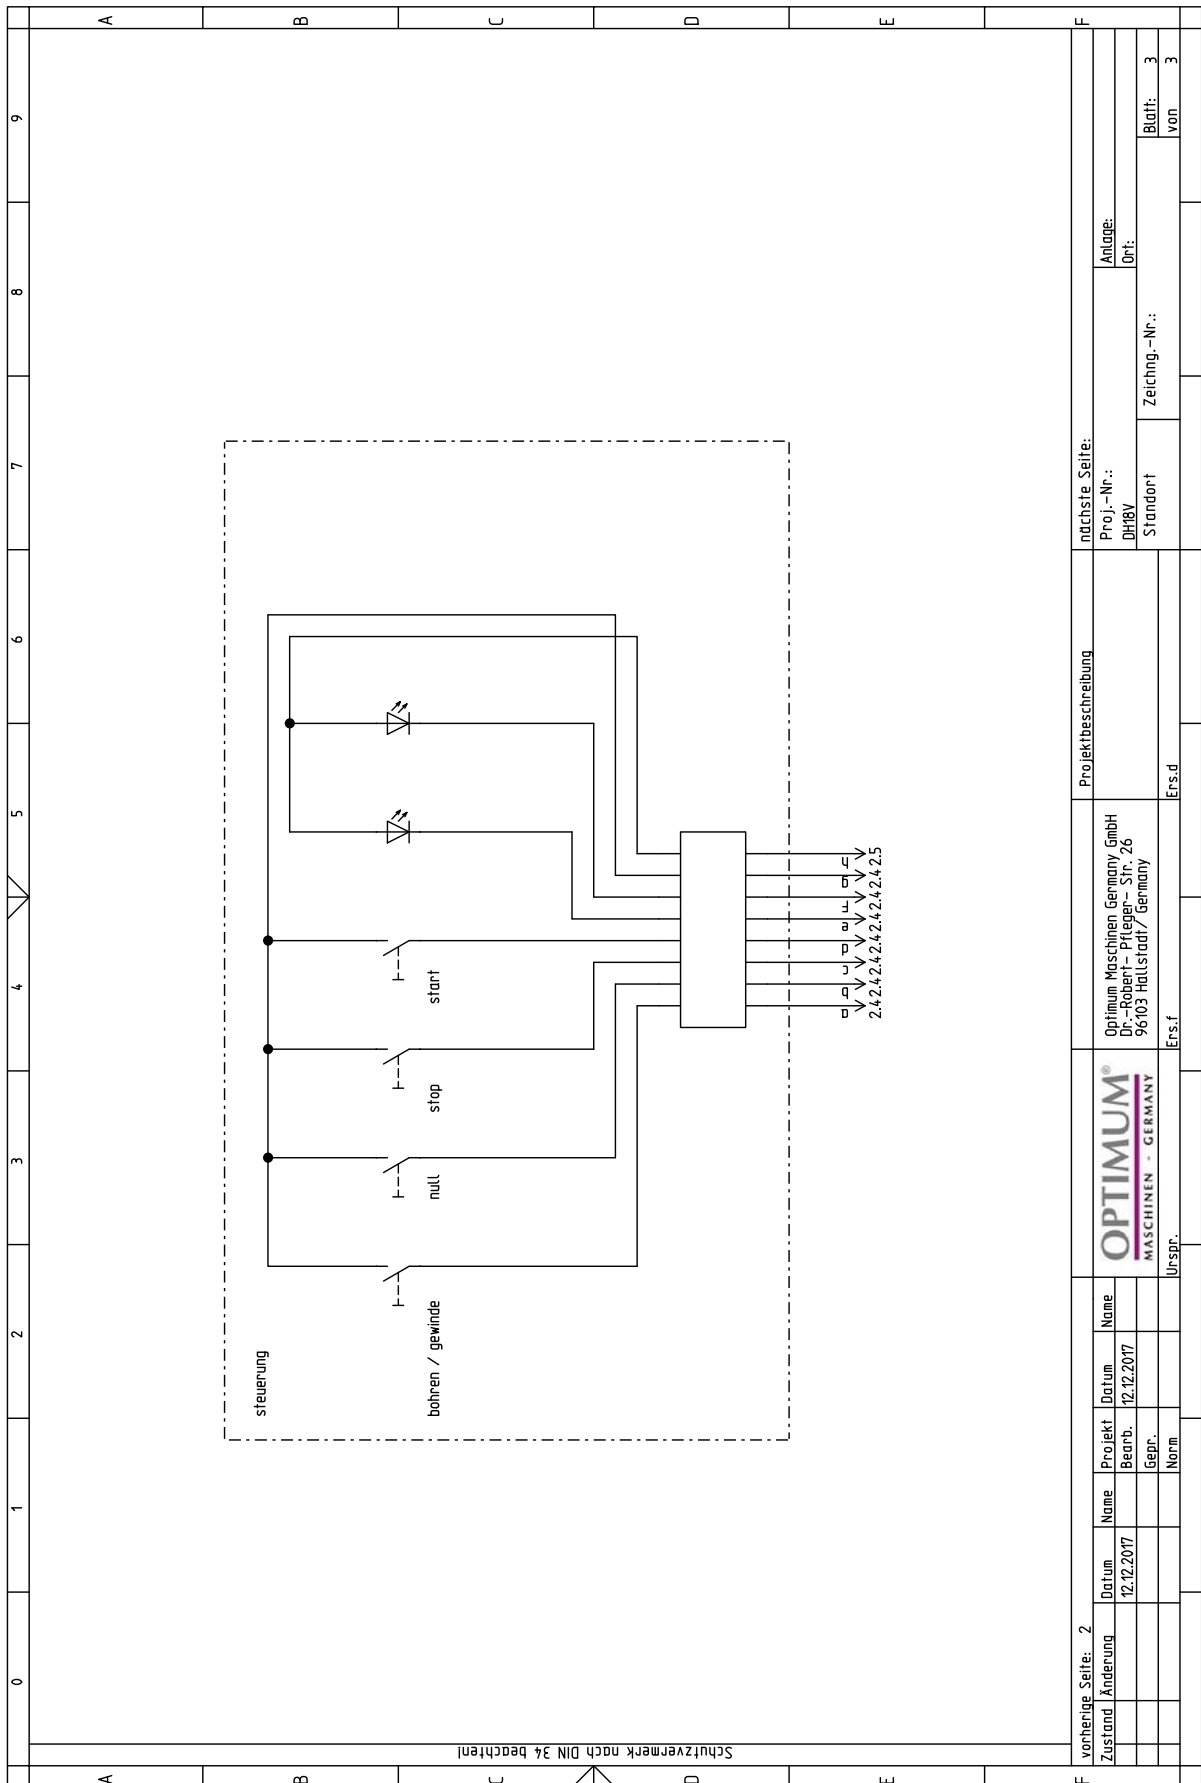 0 1 2 3 4 5 6 7 8 9
A A
B B
C C
D D
E E
F F
steuerung
bohren / gewinde
null
stop
start
a b c d e f g h
2.4 2.4 2.4 2.4 2.4 2.4 2.4 2.5
Schutzvermerk nach DIN 34 beachten!
vorherige Seite: 2
nächste Seite:
Zustand Änderung Datum Name Projekt Datum Name
12.12.2017 Bearb. 12.12.2017
Gepr.
Norm
OPTIMUM®
MASCHINEN - GERMANY
Urspr. Ers.f Ers.d
Optimum Maschinen Germany GmbH
Dr.-Robert- Pfleger- Str. 26
96103 Hallstadt/ Germany
Projektbeschreibung
Proj.-Nr.:
DH18V
Anlage:
Ort:
Standort
Zeichng.-Nr.:
Blatt: 3
von 3